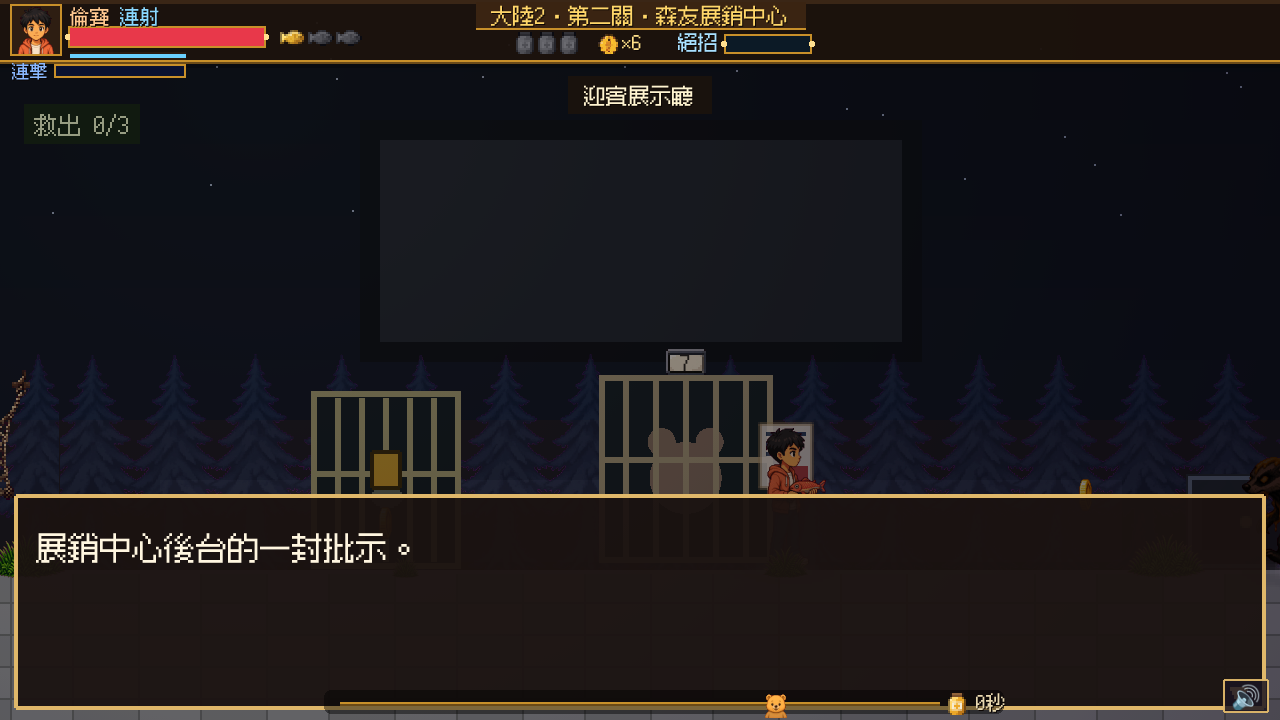 倫寶 連射
大陸2·第二關·森友展銷中心
×6
絕招
連擊
迎賓展示廳
救出 0/3
展銷中心後台的一封批示。
0秒